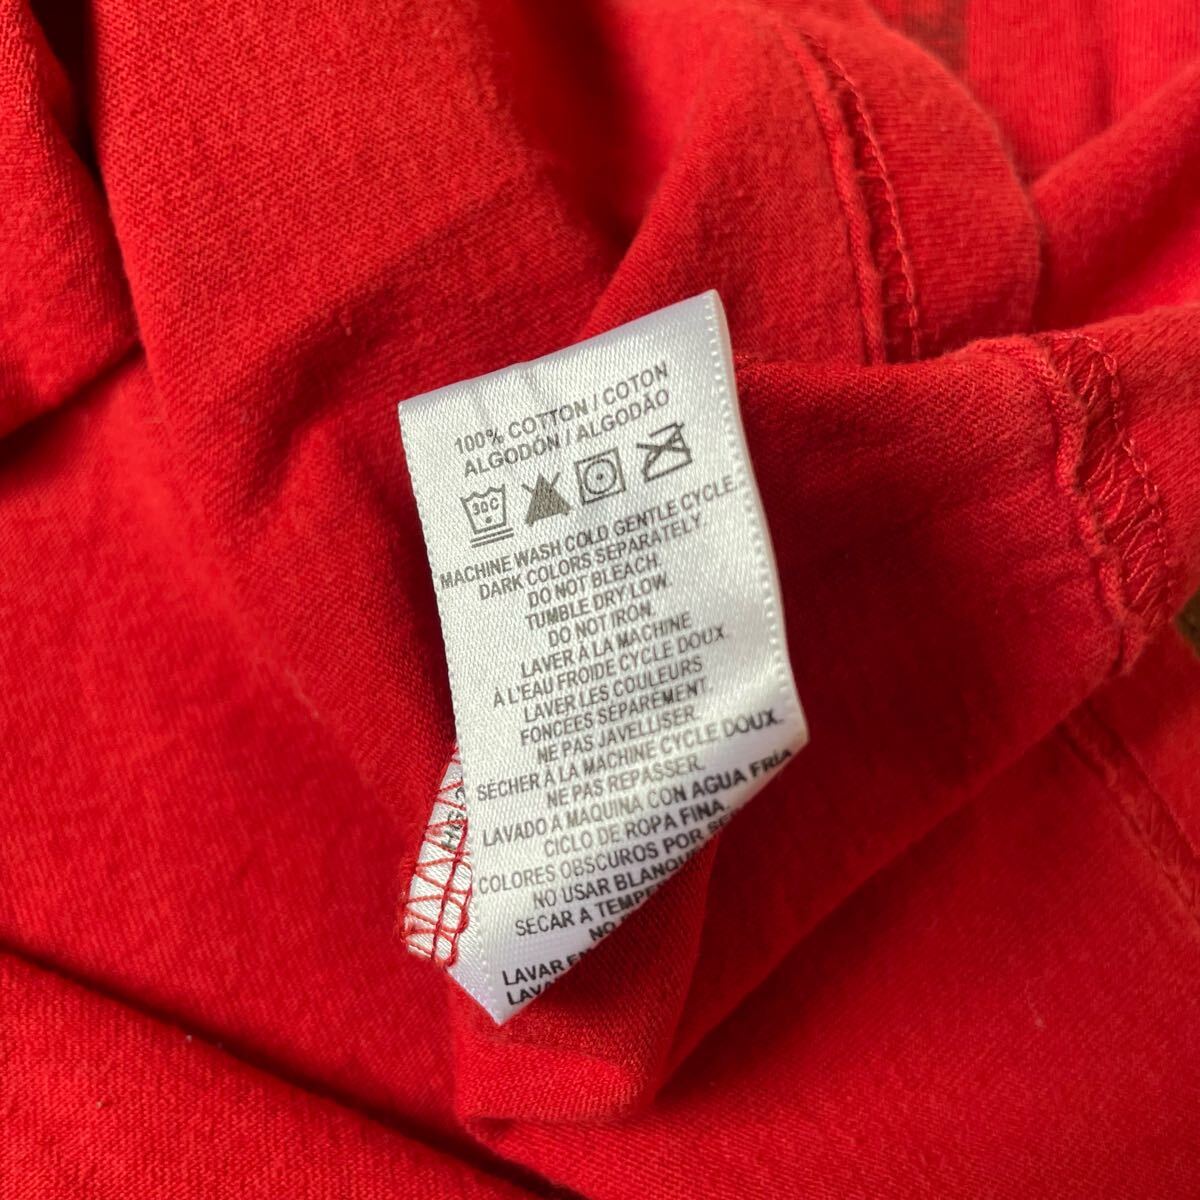 100% COTTON / COTON
ALGODÓN / ALGODÃO
30C
MACHINE WASH COLD GENTLE CYCLE.
DARK COLORS SEPARATELY.
DO NOT BLEACH.
TUMBLE DRY LOW.
DO NOT IRON.
LAVER À LA MACHINE
À L'EAU FROIDE CYCLE DOUX.
LAVER LES COULEURS
FONCÉES SÉPARÉMENT.
NE PAS JAVELLISER.
SÉCHER À LA MACHINE CYCLE DOUX.
NE PAS REPASSER.
LAVADO A MAQUINA CON AGUA FRÍA
CICLO DE ROPA FINA.
COLORES OBSCUROS POR
NO USAR
SECAR A
LAVAR